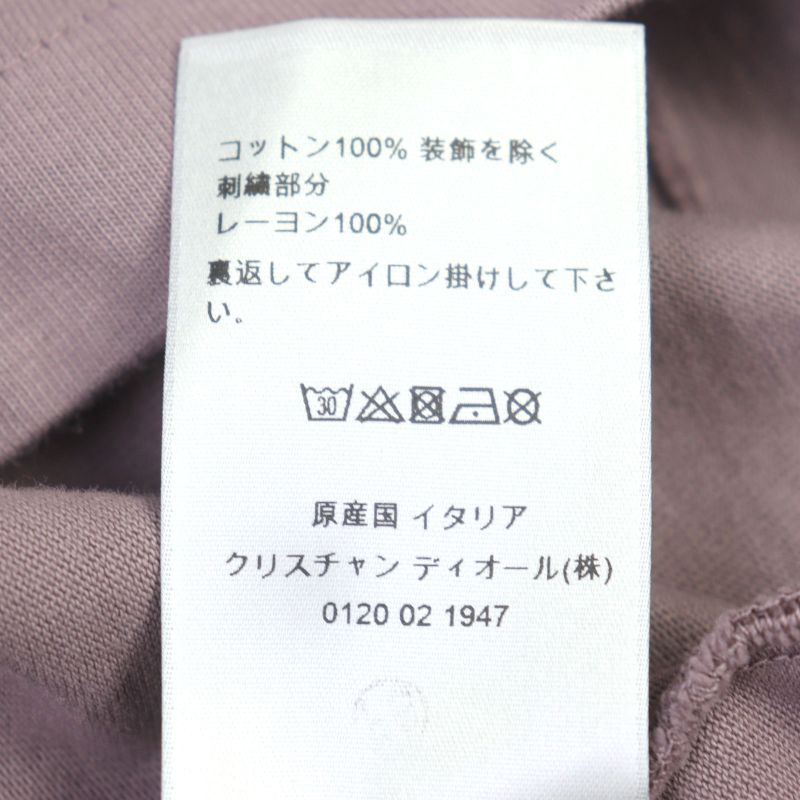 コットン100% 装飾を除く
刺繍部分
レーヨン100%
裏返してアイロン掛けして下さ
い。
30
原産国 イタリア
クリスチャン ディオール(株)
0120 02 1947